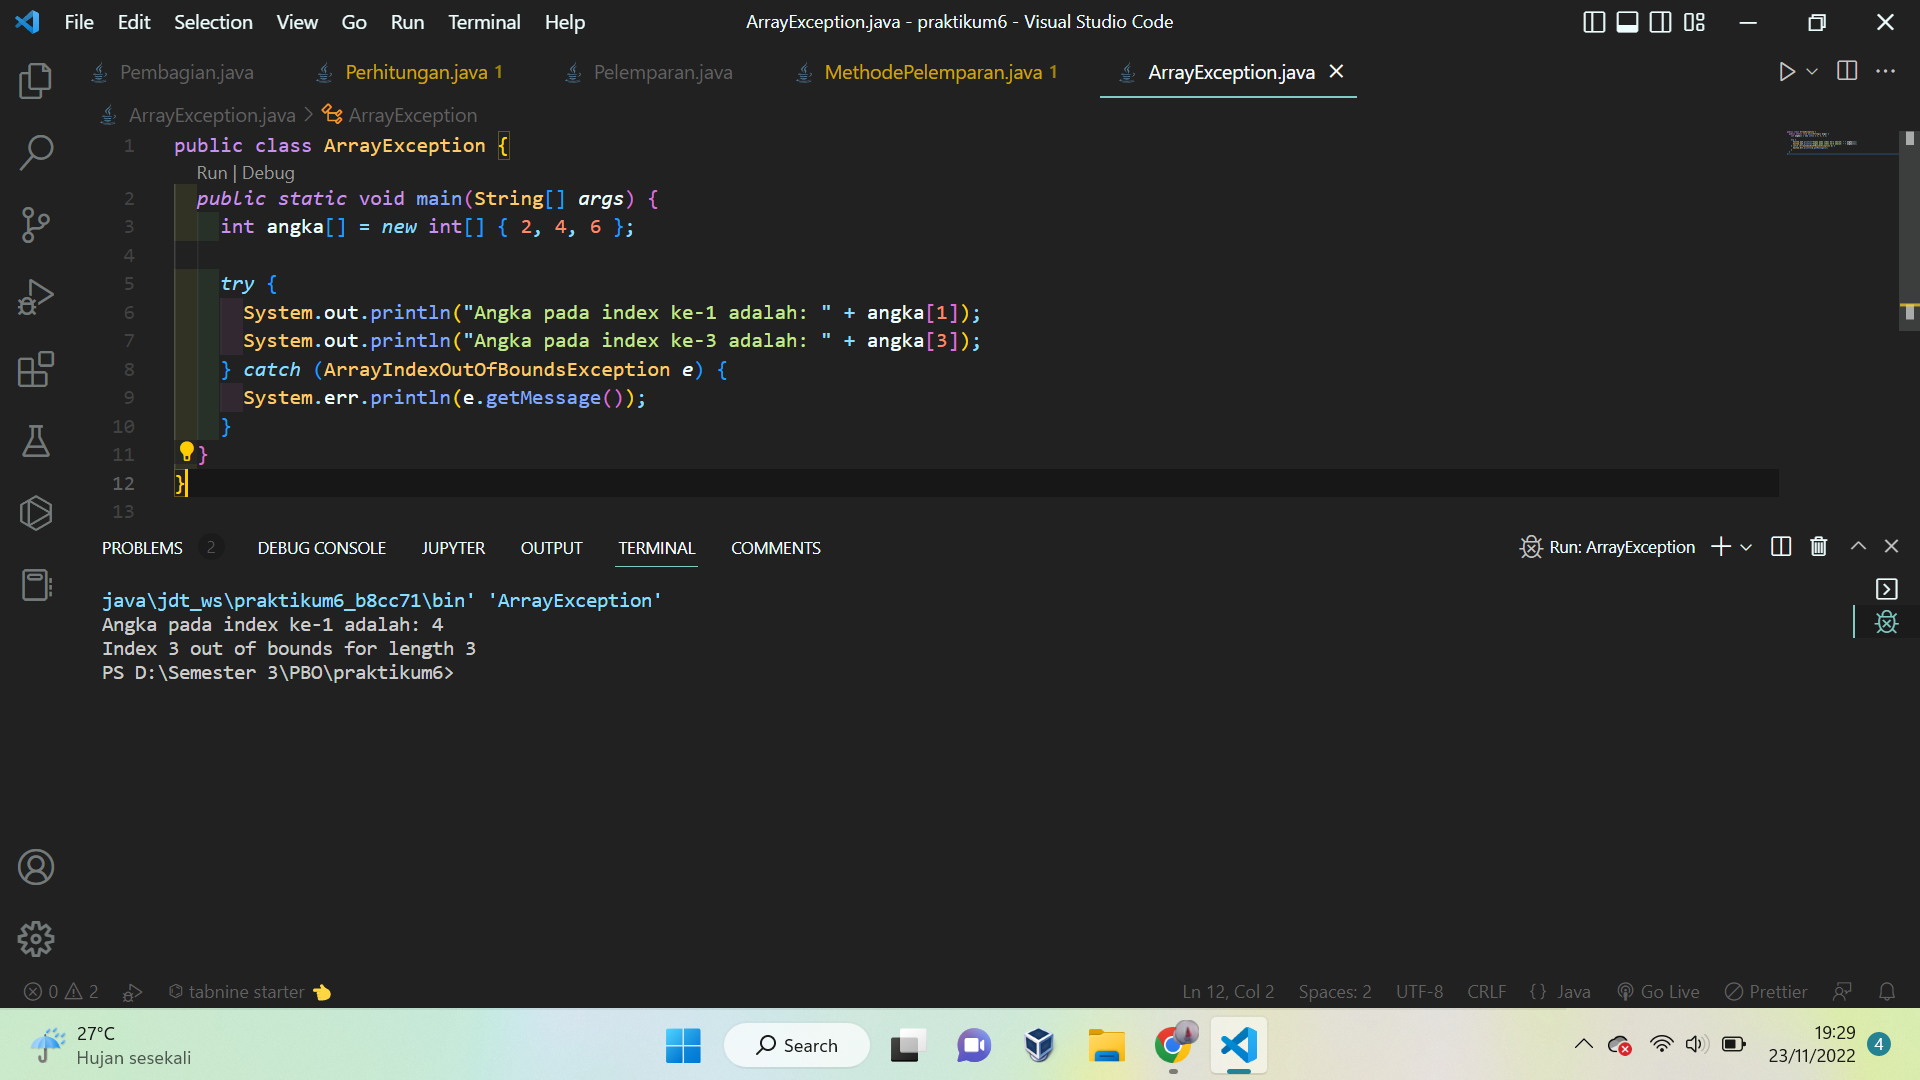 File Edit Selection View Go Run Terminal Help
ArrayException.java - praktikum6 - Visual Studio Code
Pembagian.java Perhitungan.java 1 Pelemparan.java MethodePelemparan.java 1 ArrayException.java
ArrayException.java > ArrayException
1 public class ArrayException {
Run | Debug
2 public static void main(String[] args) {
3 int angka[] = new int[] { 2, 4, 6 };
4
5 try {
6 System.out.println("Angka pada index ke-1 adalah: " + angka[1]);
7 System.out.println("Angka pada index ke-3 adalah: " + angka[3]);
8 } catch (ArrayIndexOutOfBoundsException e) {
9 System.err.println(e.getMessage());
10 }
11 }
12 }
13
PROBLEMS 2 DEBUG CONSOLE JUPYTER OUTPUT TERMINAL COMMENTS Run: ArrayException
java\jdt_ws\praktikum6_b8cc71\bin' 'ArrayException'
Angka pada index ke-1 adalah: 4
Index 3 out of bounds for length 3
PS D:\Semester 3\PBO\praktikum6>
0 2 tabnine starter Ln 12, Col 2 Spaces: 2 UTF-8 CRLF {} Java Go Live Prettier
27°C
Hujan sesekali
Search
19:29
23/11/2022
4